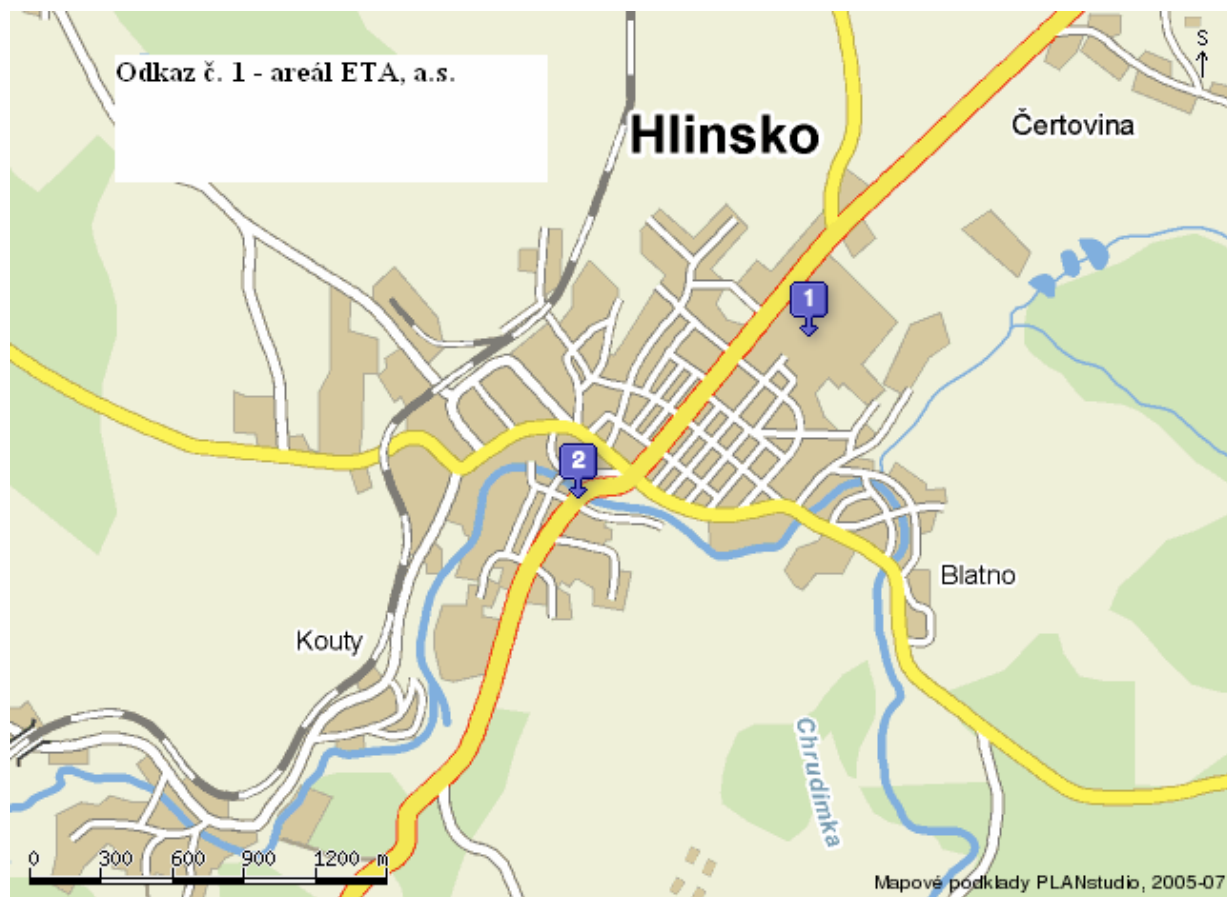 Odkaz č. 1 - areál ETA, a.s.
S
Hlinsko
Čertovina
1
2
Blatno
Kouty
Chrudimka
0 300 600 900 1200 m
Mapové podklady PLANstudio, 2005-07